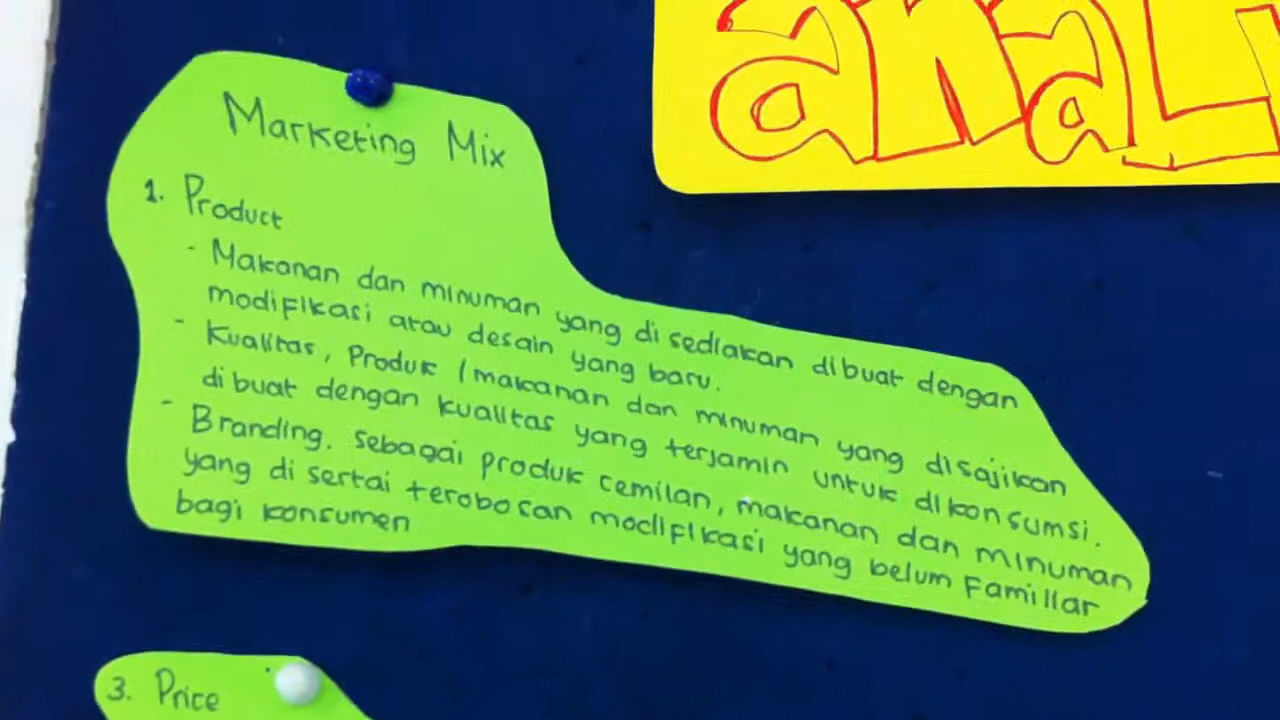 anal
Marketing Mix
1. Product
- Makanan dan minuman yang di sediakan dibuat dengan
modifikasi atau desain yang baru.
- Kualitas, Produk / makanan dan minuman yang disajikan
di buat dengan kualitas yang terjamin untuk dikonsumsi.
- Branding. sebagai produk cemilan, makanan dan minuman
yang di sertai terobosan modifikasi yang belum familiar
bagi konsumen
3. Price